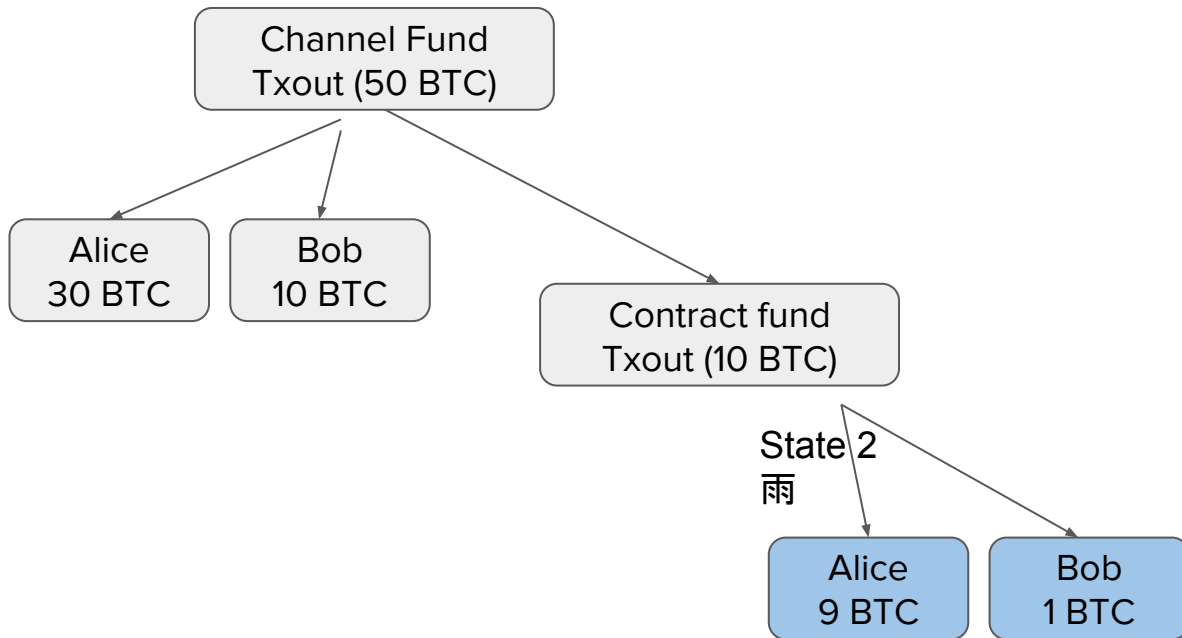 Channel Fund
Txout (50 BTC)
Alice
30 BTC
Bob
10 BTC
Contract fund
Txout (10 BTC)
State 2
雨
Alice
9 BTC
Bob
1 BTC